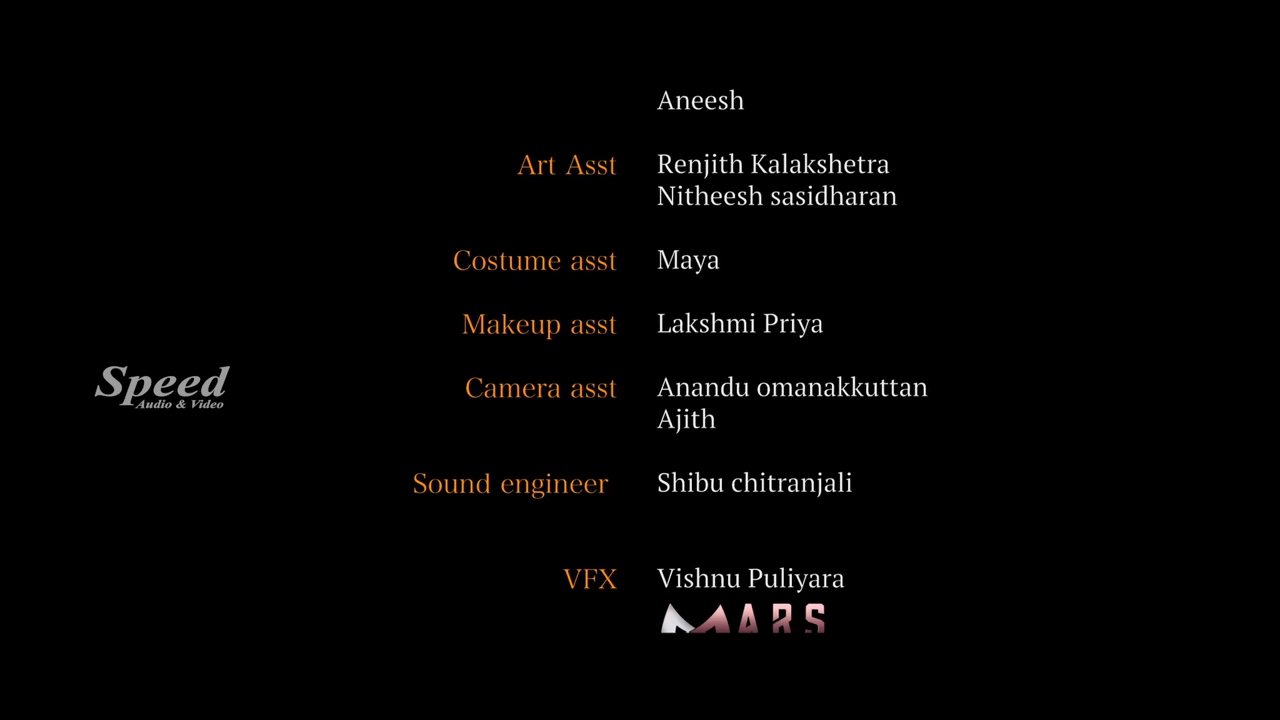 Aneesh
Art Asst Renjith Kalakshetra
Nitheesh sasidharan
Costume asst Maya
Makeup asst Lakshmi Priya
Speed
Audio & Video
Camera asst Anandu omanakkuttan
Ajith
Sound engineer Shibu chitranjali
VFX Vishnu Puliyara
MARS